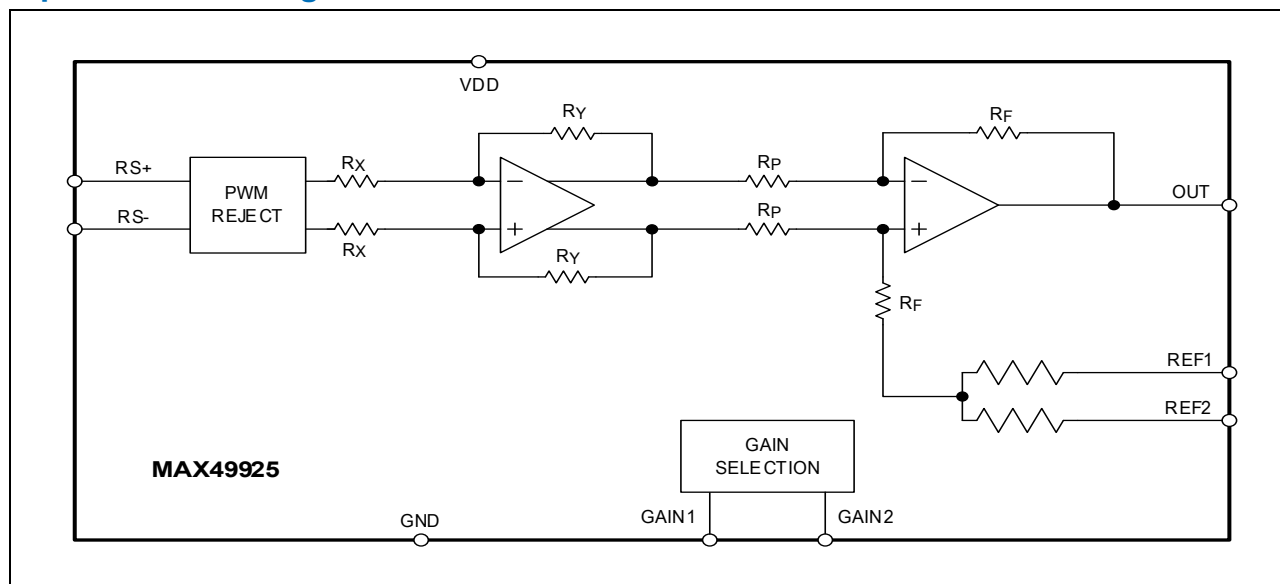 VDD
RY
RF
RS+
RX
RP
PWM
REJECT
−
+
−
+
OUT
RS-
RX
RP
RY
RF
REF1
REF2
GAIN
SELECTION
MAX49925
GND
GAIN1
GAIN2